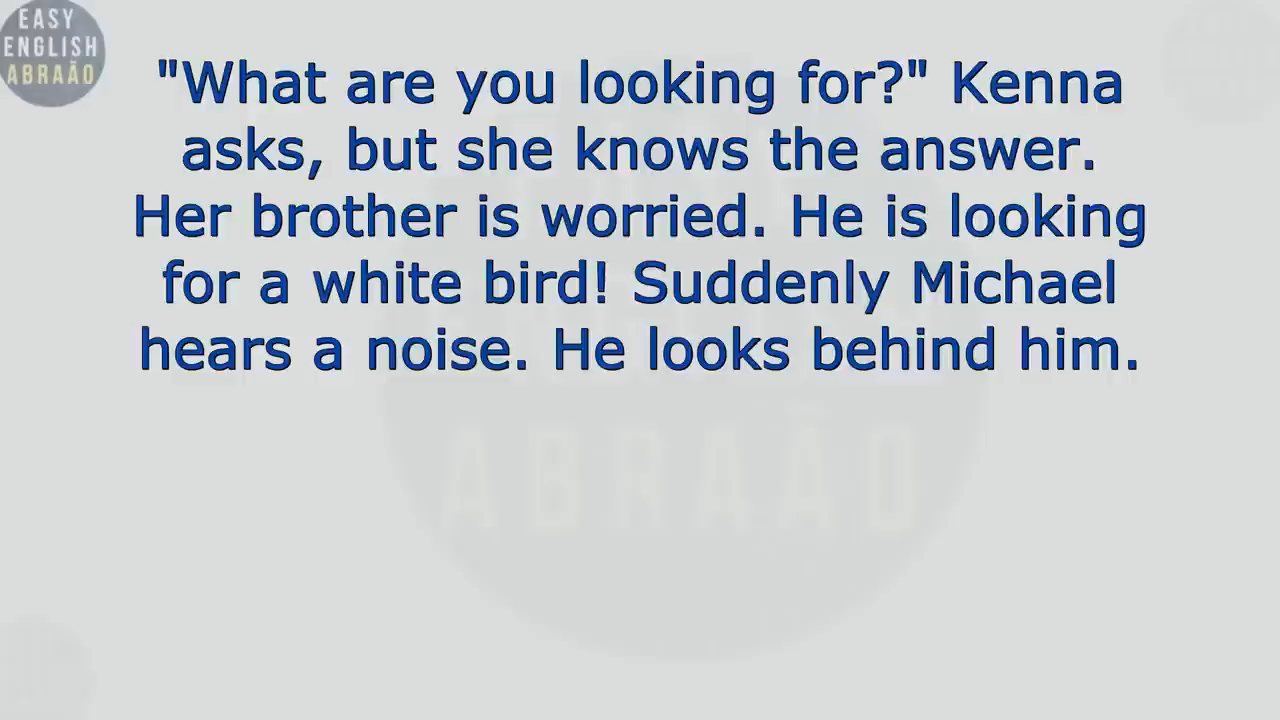 EASY
ENGLISH
ABRAÃO
"What are you looking for?" Kenna
asks, but she knows the answer.
Her brother is worried. He is looking
for a white bird! Suddenly Michael
hears a noise. He looks behind him.
ABRAÃO